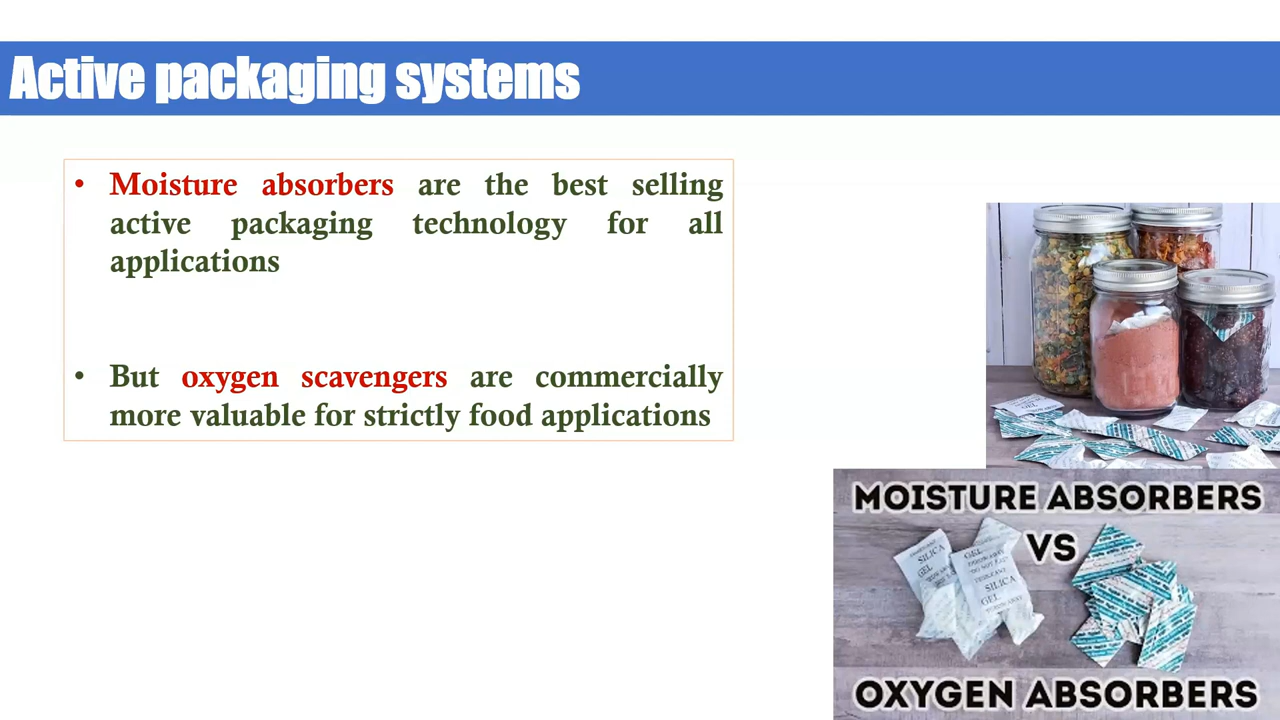 Active packaging systems
• Moisture absorbers are the best selling
active packaging technology for all
applications
• But oxygen scavengers are commercially
more valuable for strictly food applications
MOISTURE ABSORBERS
VS
SILICA
GEL
GEL
SILICA
GEL
OXYGEN ABSORBERS